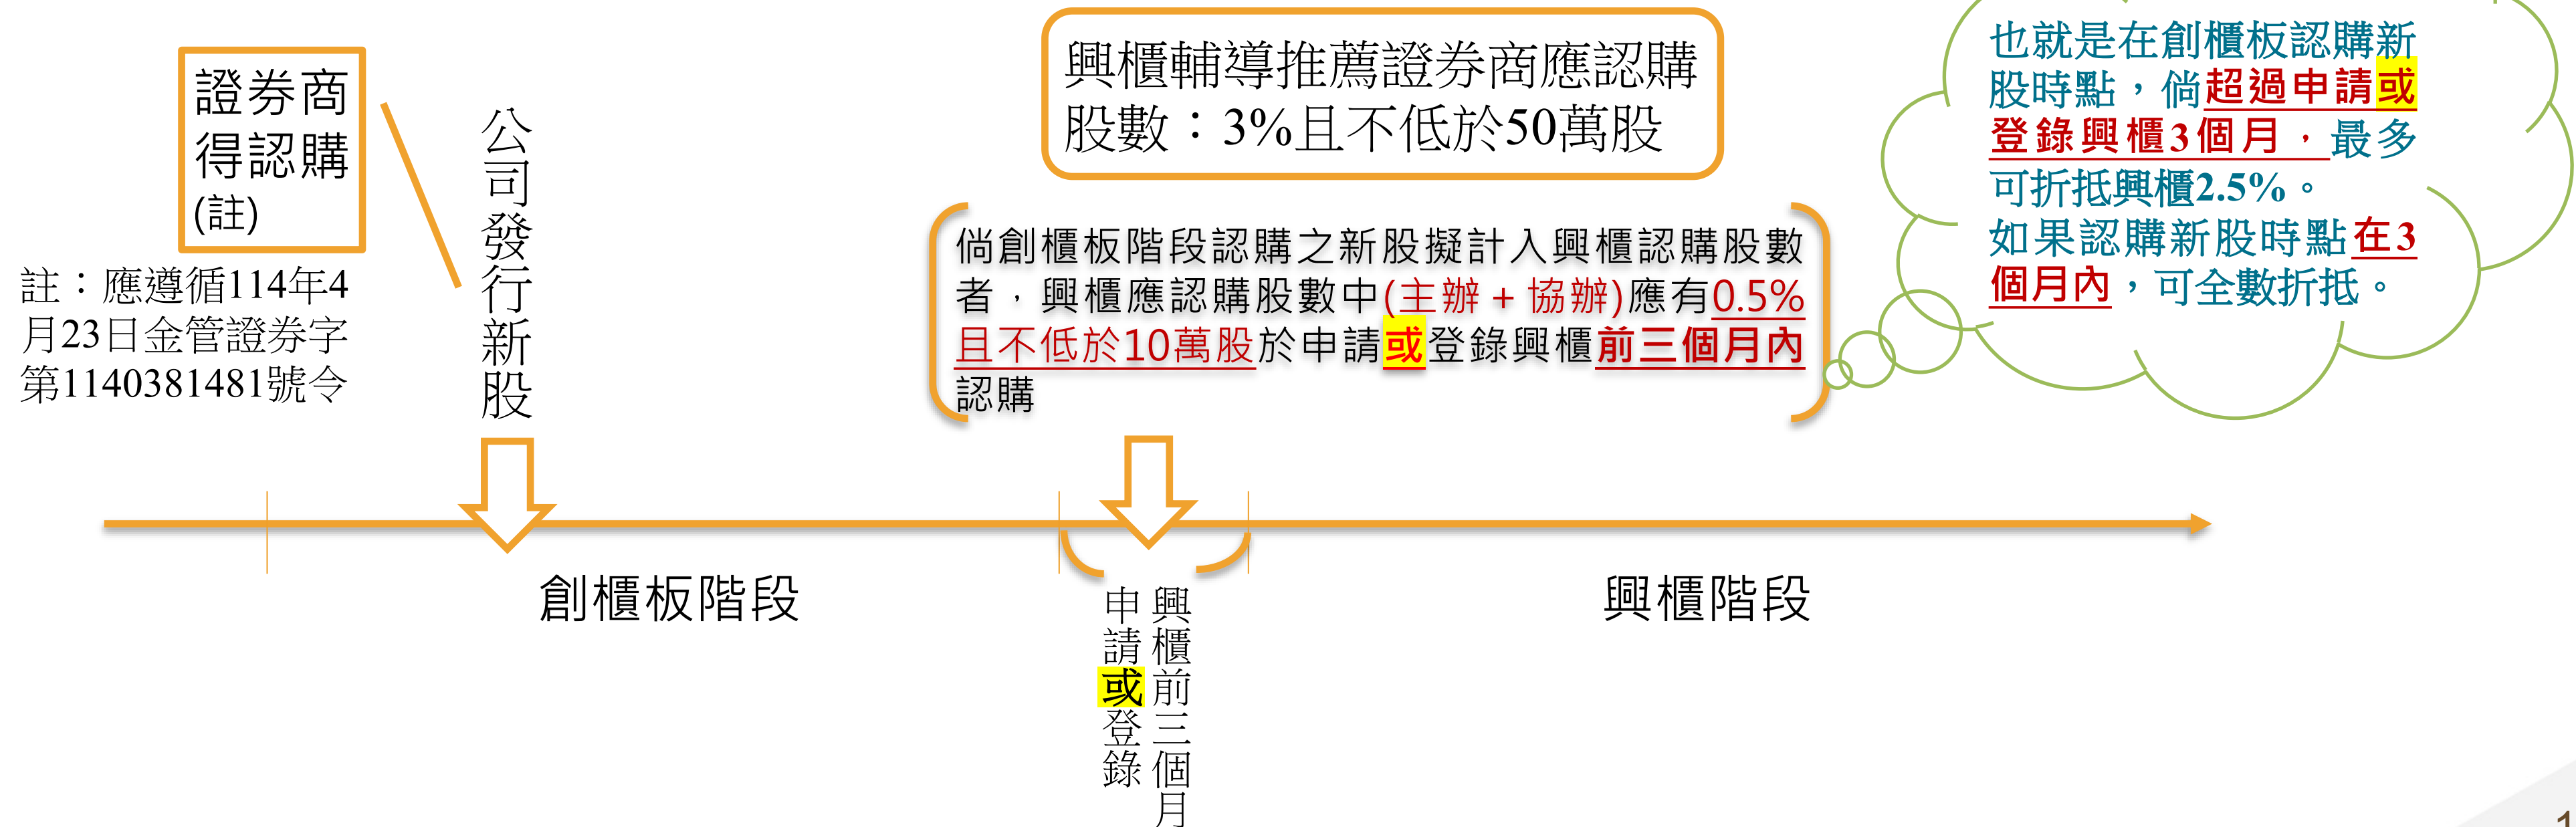 證券商
得認購
(註)
註：應遵循114年4
月23日金管證券字
第1140381481號令
公司發行新股
興櫃輔導推薦證券商應認購
股數：3%且不低於50萬股
倘創櫃板階段認購之新股擬計入興櫃認購股數
者，興櫃應認購股數中(主辦+協辦)應有0.5%
且不低於10萬股於申請或登錄興櫃前三個月內
認購
也就是在創櫃板認購新
股時點，倘超過申請或
登錄興櫃3個月，最多
可折抵興櫃2.5%。
如果認購新股時點在3
個月內，可全數折抵。
創櫃板階段
申請或登錄
興櫃前三個月
興櫃階段